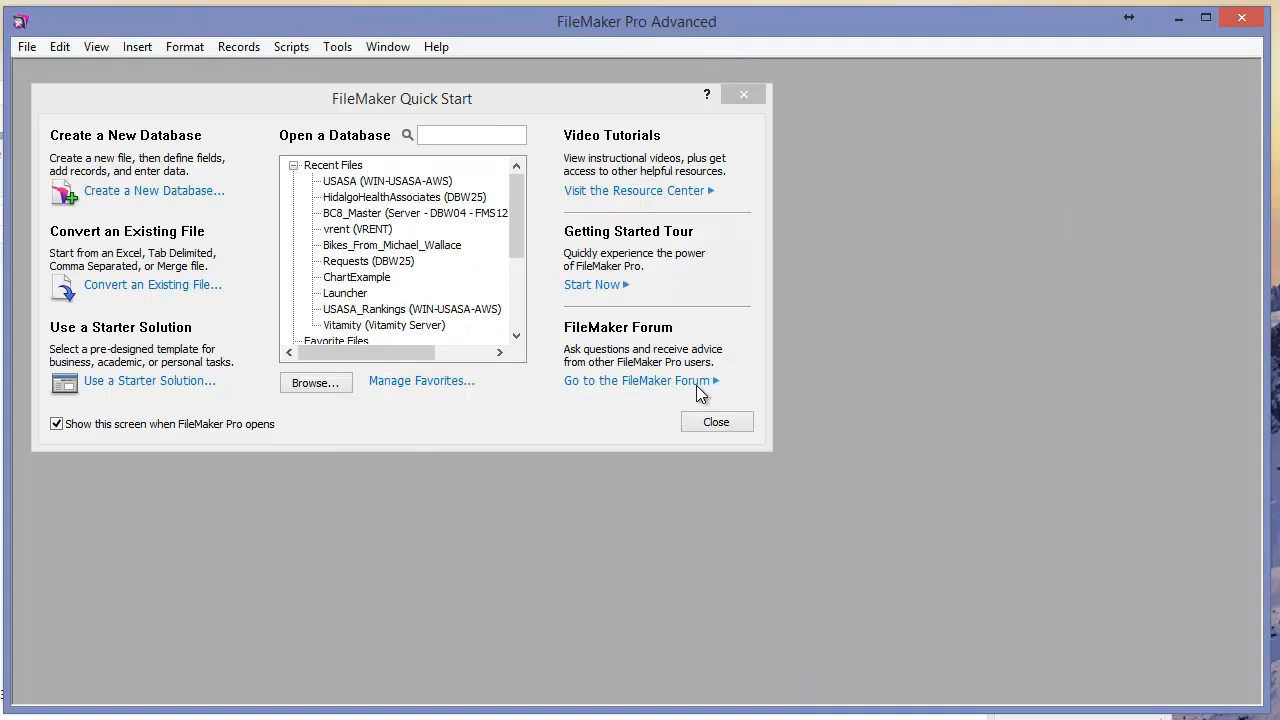 FileMaker Pro Advanced
File Edit View Insert Format Records Scripts Tools Window Help
FileMaker Quick Start
?
Create a New Database
Create a new file, then define fields,
add records, and enter data.
Create a New Database...
Convert an Existing File
Start from an Excel, Tab Delimited,
Comma Separated, or Merge file.
Convert an Existing File...
Use a Starter Solution
Select a pre-designed template for
business, academic, or personal tasks.
Use a Starter Solution...
Show this screen when FileMaker Pro opens
Open a Database
Recent Files
USASA (WIN-USASA-AWS)
HidalgoHealthAssociates (DBW25)
BC8_Master (Server - DBW04 - FMS12
vrent (VRENT)
Bikes_From_Michael_Wallace
Requests (DBW25)
ChartExample
Launcher
USASA_Rankings (WIN-USASA-AWS)
Vitamity (Vitamity Server)
Favorite Files
Browse...
Manage Favorites...
Video Tutorials
View instructional videos, plus get
access to other helpful resources.
Visit the Resource Center
Getting Started Tour
Quickly experience the power
of FileMaker Pro.
Start Now
FileMaker Forum
Ask questions and receive advice
from other FileMaker Pro users.
Go to the FileMaker Forum
Close